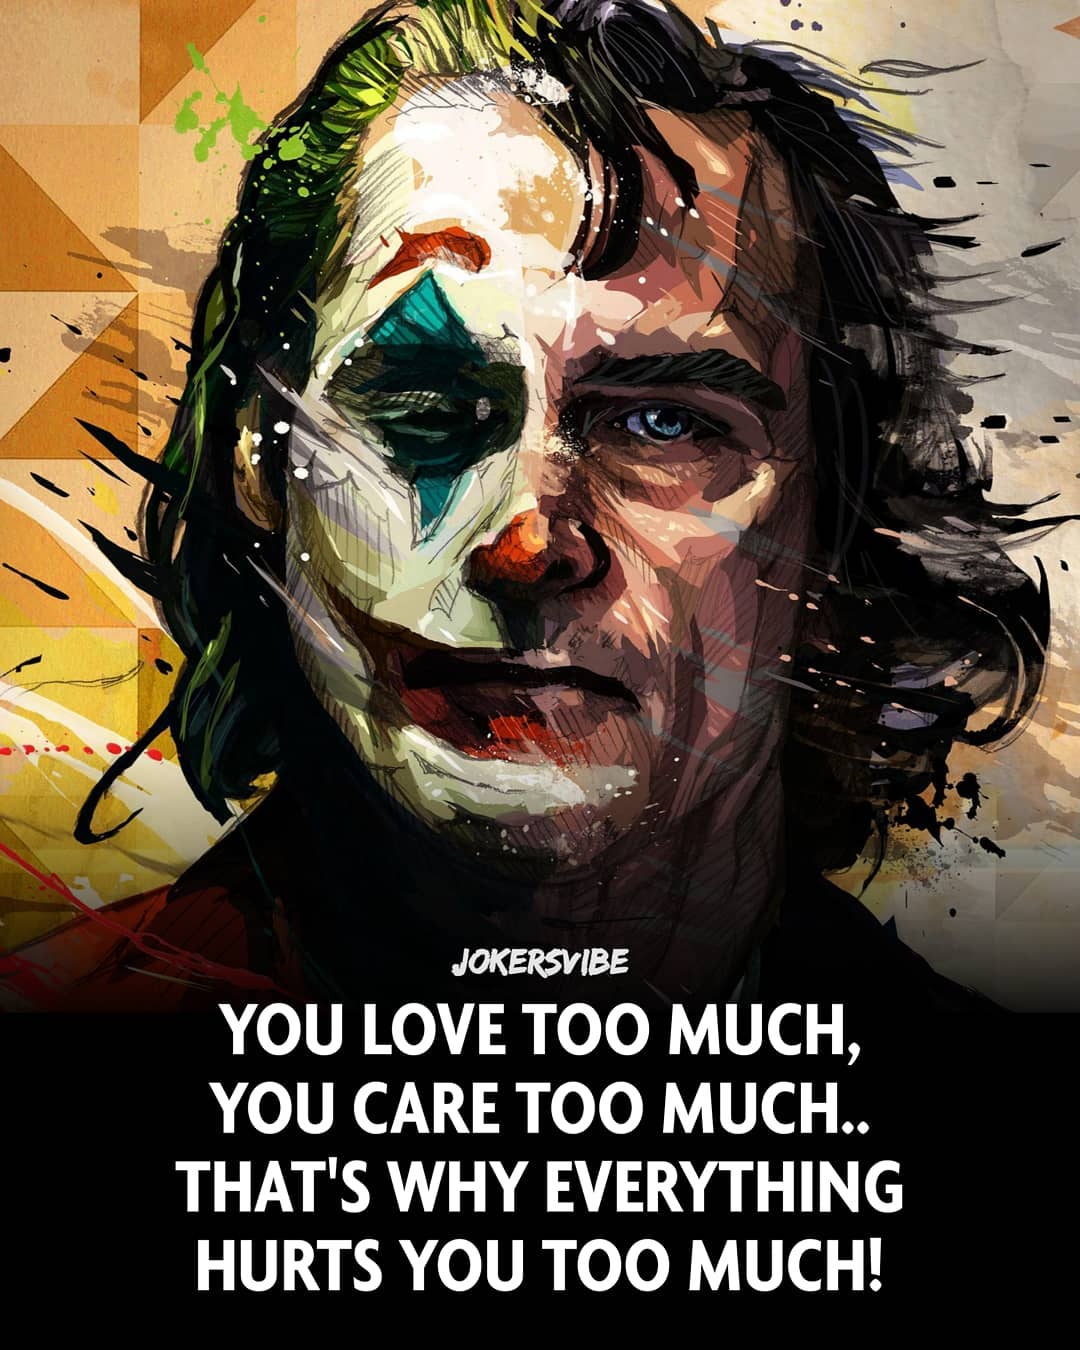 JOKERSVIBE
YOU LOVE TOO MUCH,
YOU CARE TOO MUCH..
THAT'S WHY EVERYTHING
HURTS YOU TOO MUCH!